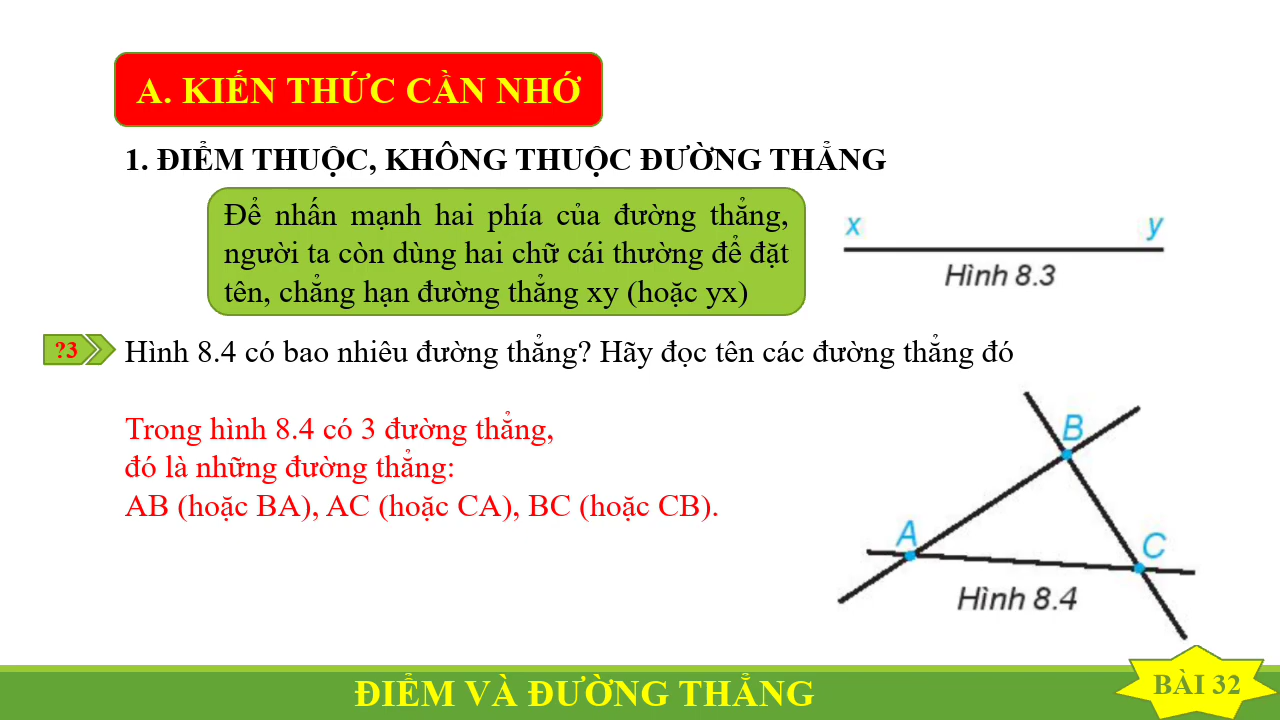 A. KIẾN THỨC CẦN NHỚ
1. ĐIỂM THUỘC, KHÔNG THUỘC ĐƯỜNG THẲNG
Để nhấn mạnh hai phía của đường thẳng,
người ta còn dùng hai chữ cái thường để đặt
tên, chẳng hạn đường thẳng xy (hoặc yx)
x y
Hình 8.3
?3 Hình 8.4 có bao nhiêu đường thẳng? Hãy đọc tên các đường thẳng đó
Trong hình 8.4 có 3 đường thẳng,
đó là những đường thẳng:
AB (hoặc BA), AC (hoặc CA), BC (hoặc CB).
B
A
C
Hình 8.4
ĐIỂM VÀ ĐƯỜNG THẲNG
BÀI 32